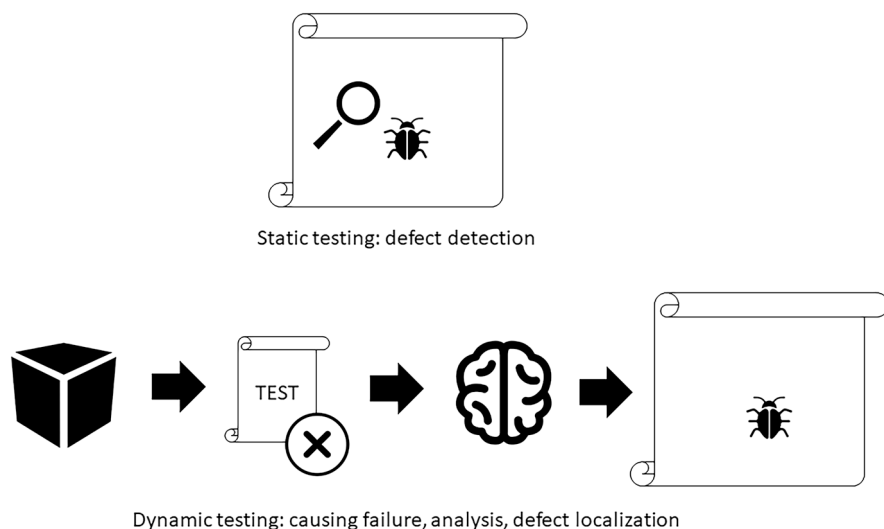 Static testing: defect detection
TEST
Dynamic testing: causing failure, analysis, defect localization